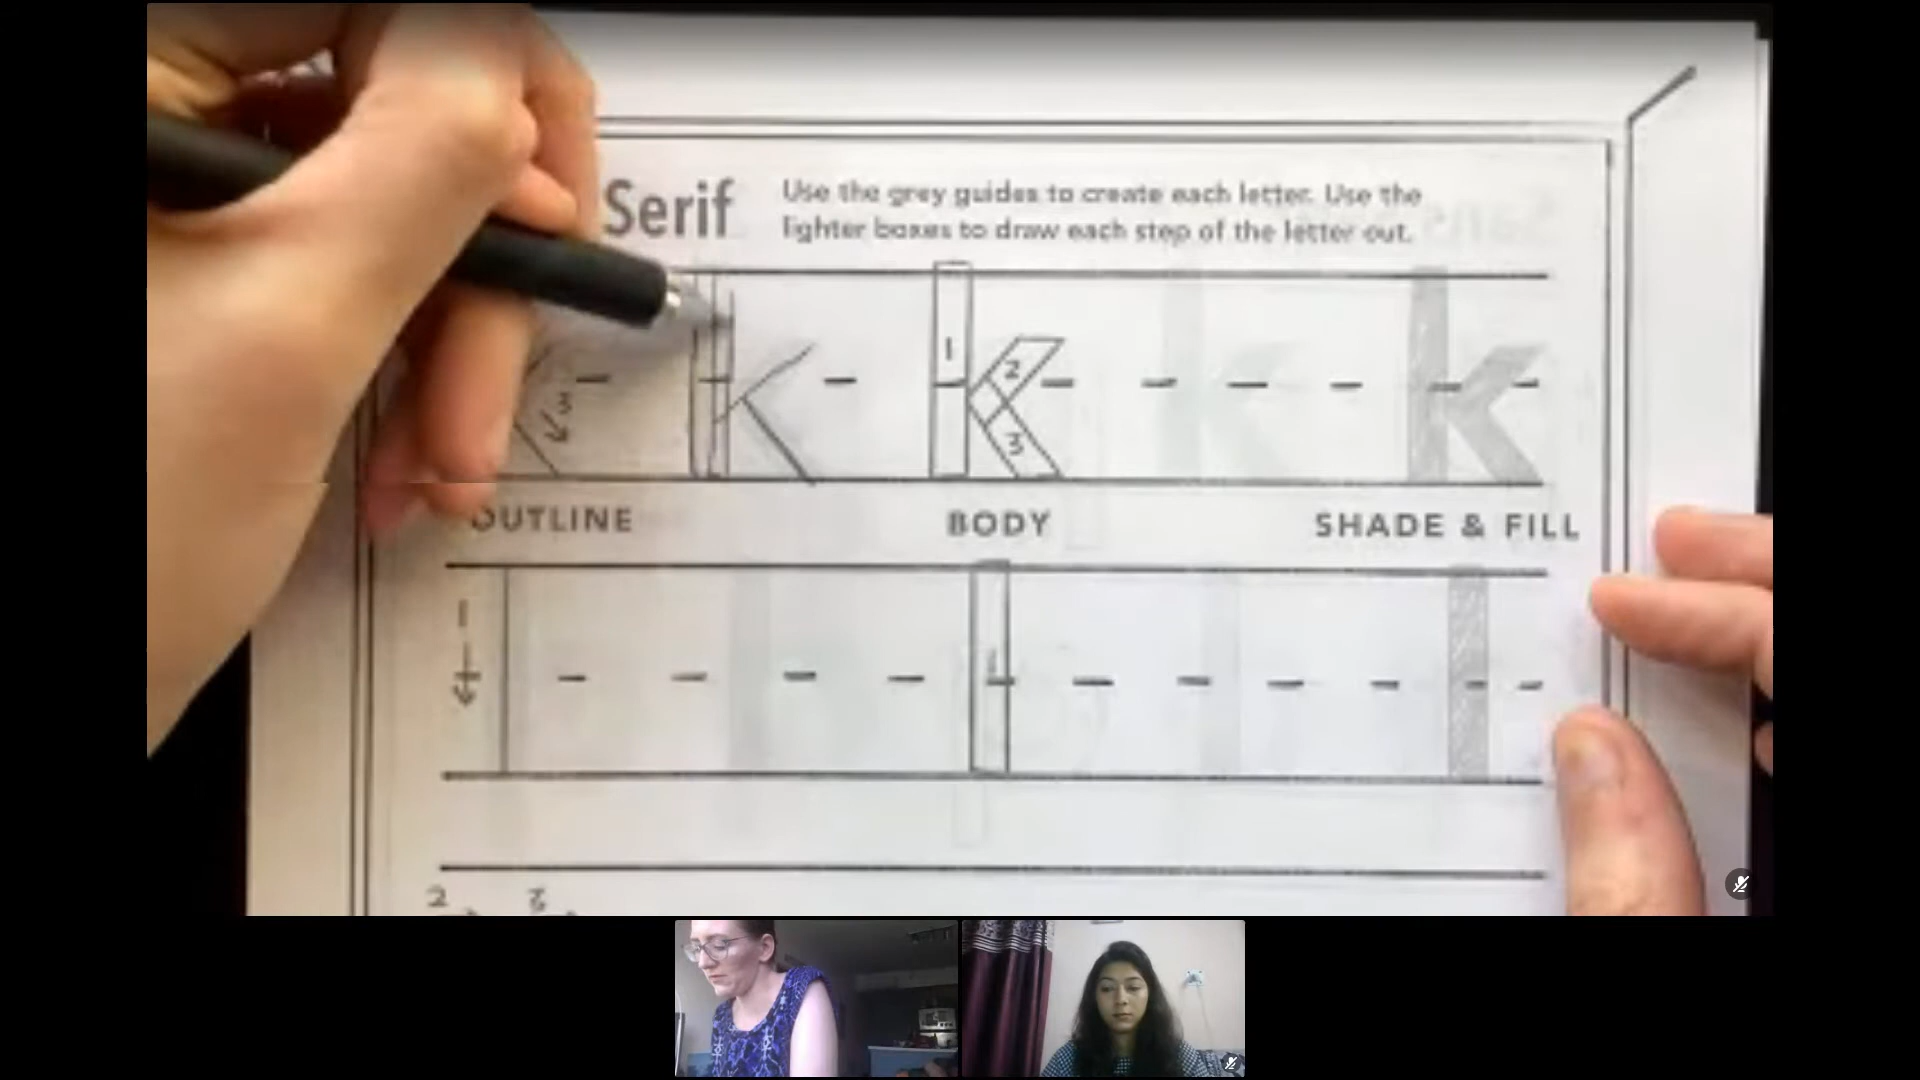 Serif
Use the grey guides to create each letter. Use the
lighter boxes to draw each step of the letter out.
3
k
1
2
3
k
k
OUTLINE
BODY
SHADE & FILL
1
1
2